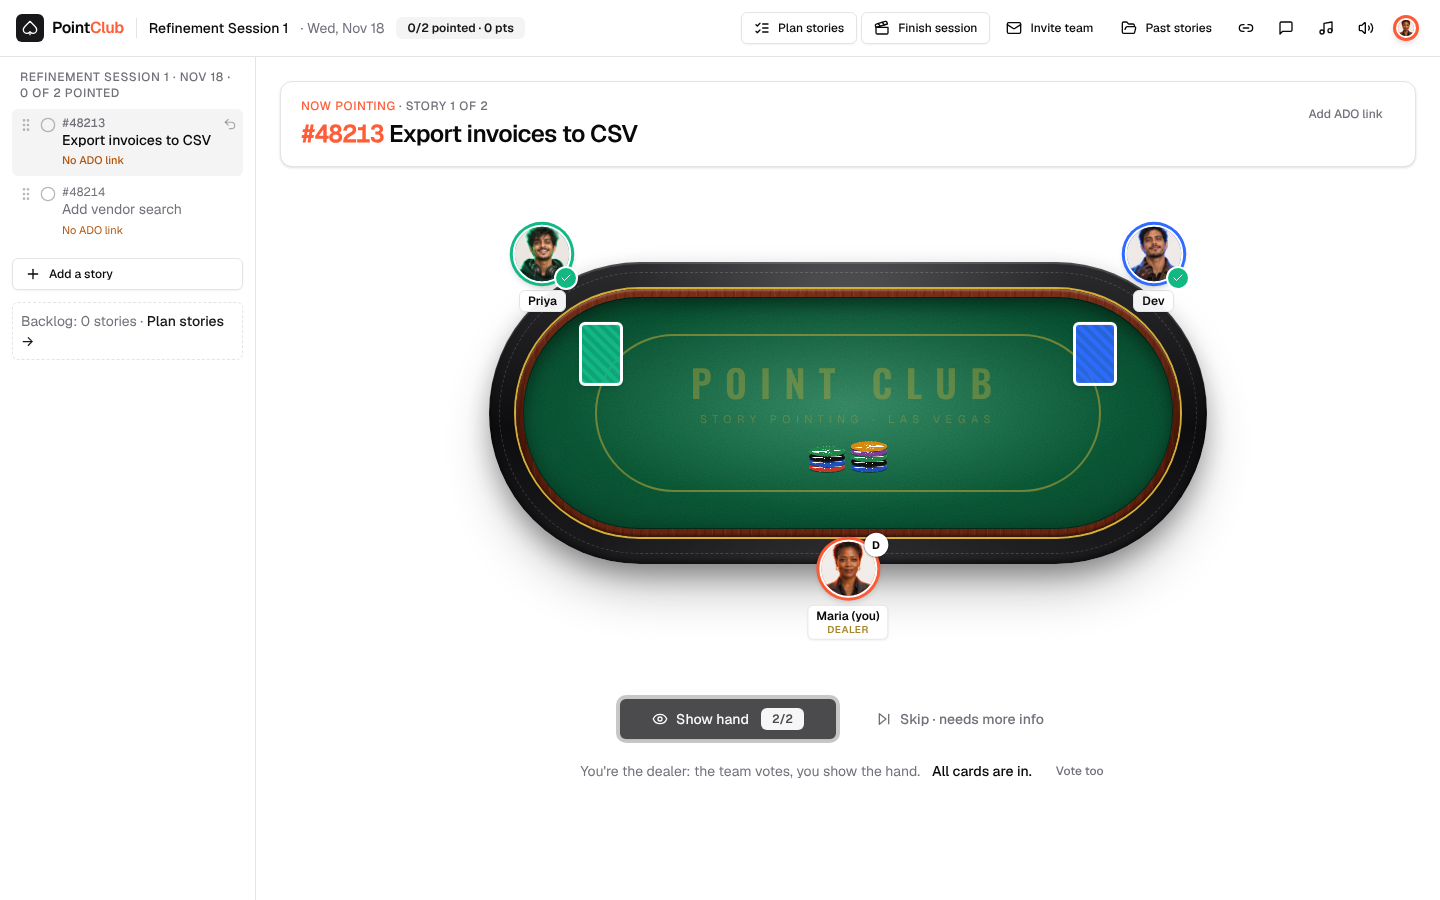 PointClub
Refinement Session 1 · Wed, Nov 18
0/2 pointed · 0 pts
Plan stories
Finish session
Invite team
Past stories
REFINEMENT SESSION 1 · NOV 18 ·
0 OF 2 POINTED
#48213
Export invoices to CSV
No ADO link
#48214
Add vendor search
No ADO link
Add a story
Backlog: 0 stories · Plan stories
→
NOW POINTING · STORY 1 OF 2
#48213 Export invoices to CSV
Add ADO link
Priya
Dev
POINT CLUB
STORY POINTING · LAS VEGAS
D
Maria (you)
DEALER
Show hand 2/2
Skip · needs more info
You're the dealer: the team votes, you show the hand. All cards are in. Vote too